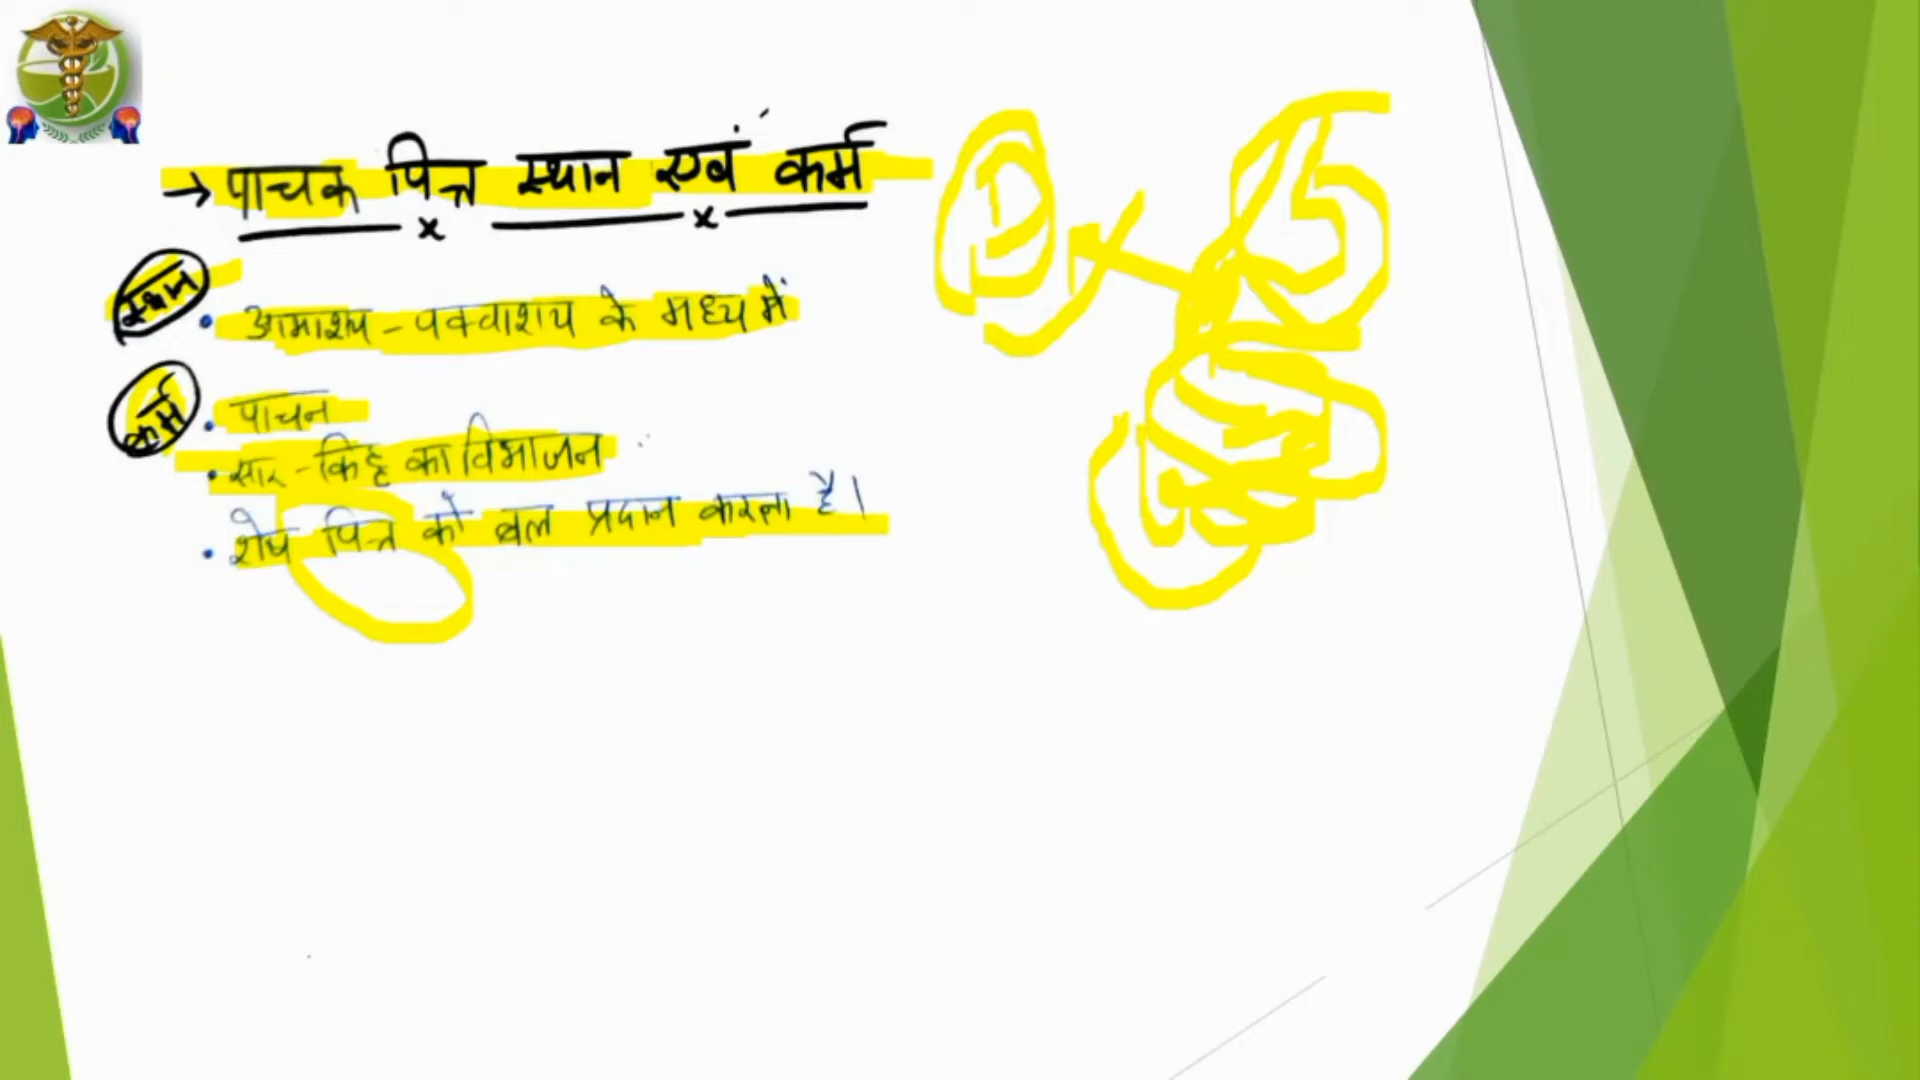 → पाचक पित्त स्थान एवं कर्म
स्थान
• आमाशय - पक्वाशय के मध्य में
कर्म
• पाचन
• सार - किट्ट का विभाजन
• शेष पित्त को बल प्रदान करता है।